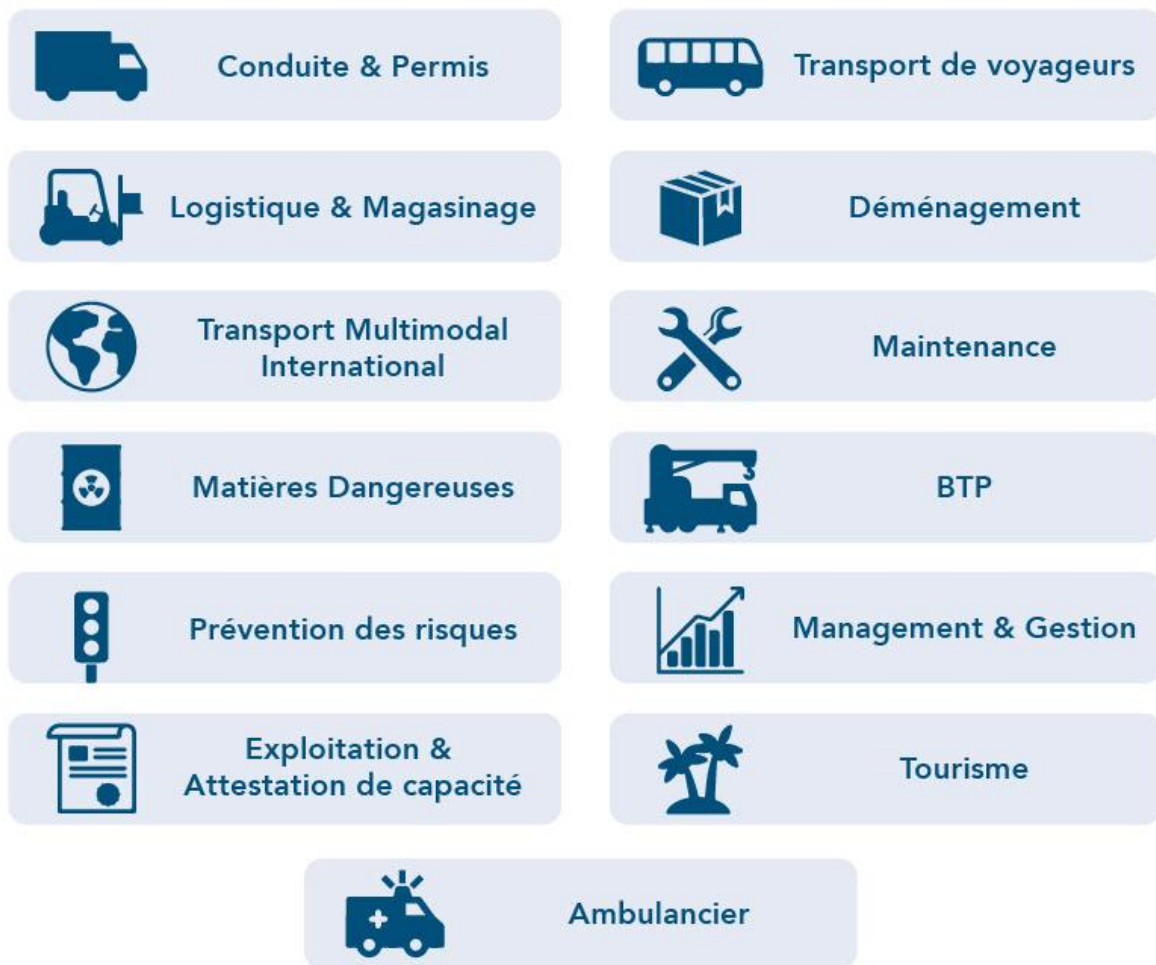 Conduite & Permis
Transport de voyageurs
Logistique & Magasinage
Déménagement
Transport Multimodal
International
Maintenance
Matières Dangereuses
BTP
Prévention des risques
Management & Gestion
Exploitation &
Attestation de capacité
Tourisme
Ambulancier